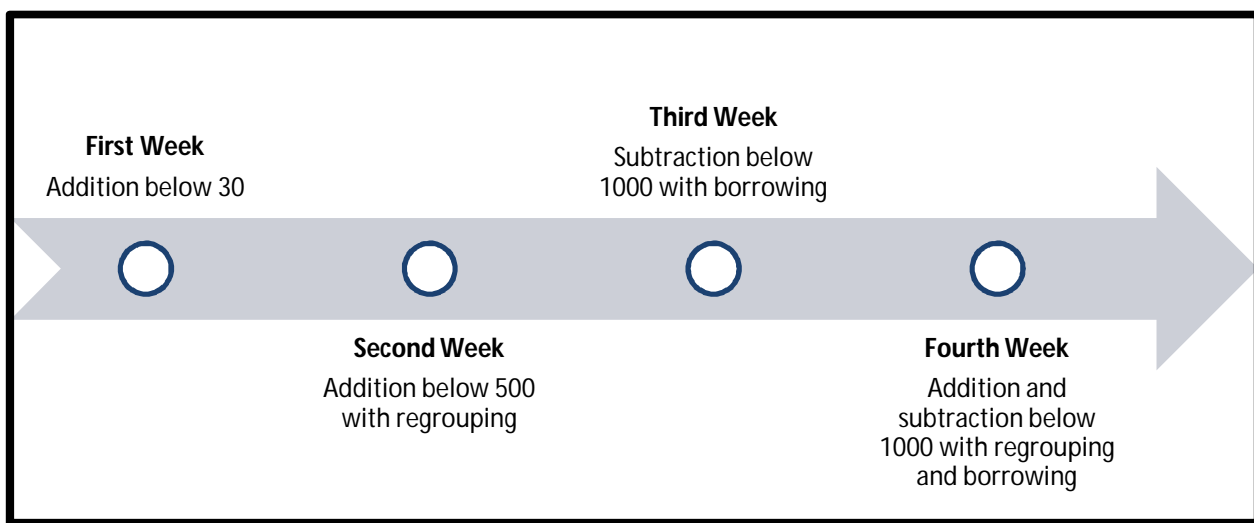 First Week
Addition below 30
Second Week
Addition below 500
with regrouping
Third Week
Subtraction below
1000 with borrowing
Fourth Week
Addition and
subtraction below
1000 with regrouping
and borrowing